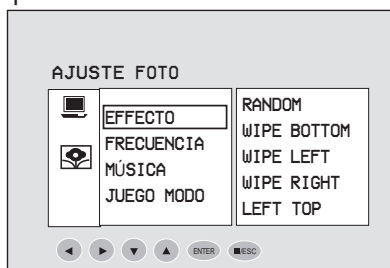 AJUSTE FOTO
EFFECTO
FRECUENCIA
MÚSICA
JUEGO MODO
RANDOM
WIPE BOTTOM
WIPE LEFT
WIPE RIGHT
LEFT TOP
ENTER
■/ESC